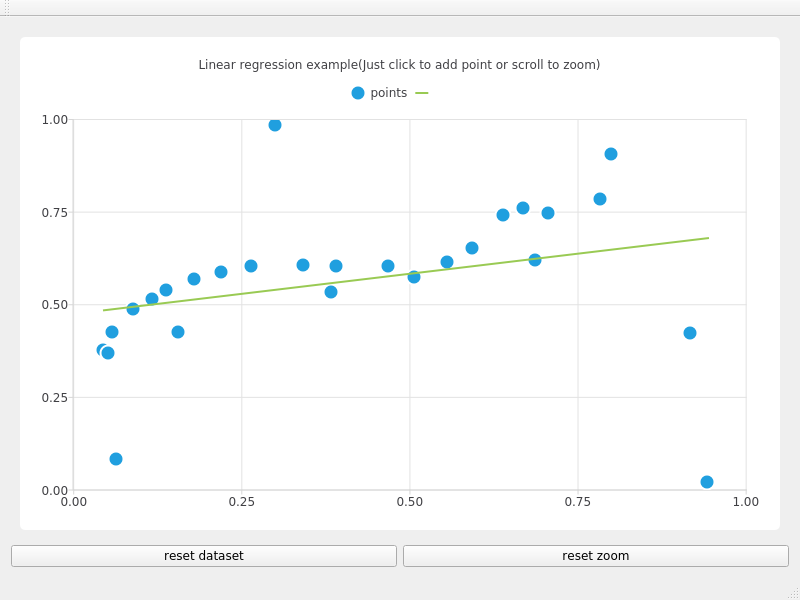 Linear regression example(Just click to add point or scroll to zoom)
points
1.00
0.75
0.50
0.25
0.00
0.00 0.25 0.50 0.75 1.00
reset dataset reset zoom